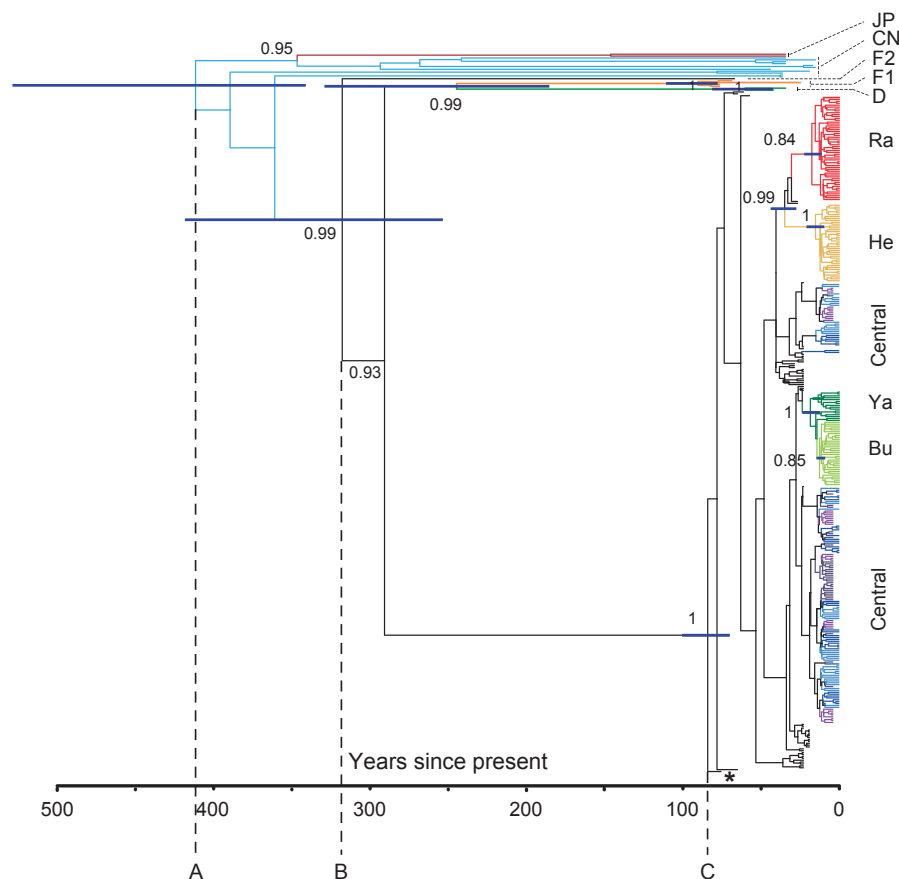 JP
CN
0.95
F2
F1
1 1
D
0.99
Ra
0.84
0.99
1
He
0.99
Central
0.93
Ya
1
Bu
0.85
Central
1
Years since present
*
500 400 300 200 100 0
A B C